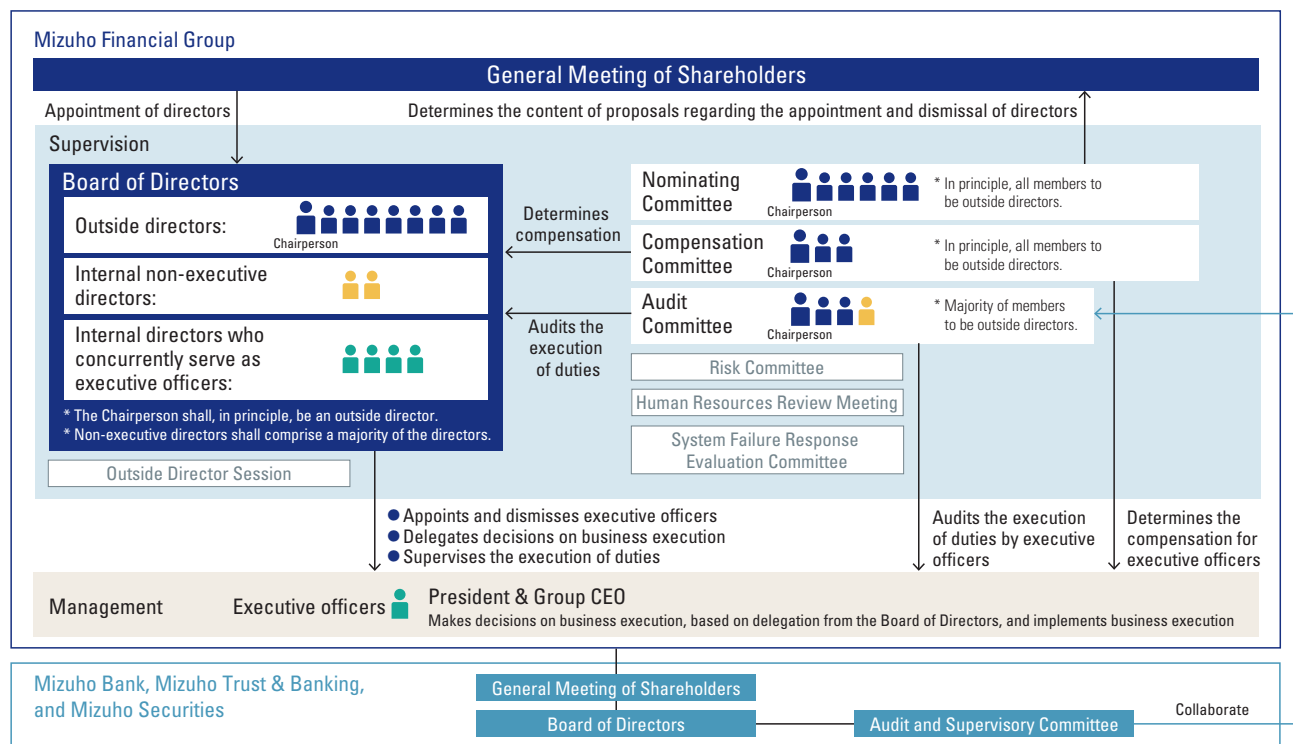 Mizuho Financial Group
General Meeting of Shareholders
Appointment of directors
Determines the content of proposals regarding the appointment and dismissal of directors
Supervision
Board of Directors
Outside directors:
Chairperson
Internal non-executive
directors:
Internal directors who
concurrently serve as
executive officers:
* The Chairperson shall, in principle, be an outside director.
* Non-executive directors shall comprise a majority of the directors.
Outside Director Session
Determines
compensation
Audits the
execution
of duties
Nominating
Committee
Chairperson
* In principle, all members to
be outside directors.
Compensation
Committee
Chairperson
* In principle, all members to
be outside directors.
Audit
Committee
Chairperson
* Majority of members
to be outside directors.
Risk Committee
Human Resources Review Meeting
System Failure Response
Evaluation Committee
● Appoints and dismisses executive officers
● Delegates decisions on business execution
● Supervises the execution of duties
Audits the execution
of duties by executive
officers
Determines the
compensation for
executive officers
Management
Executive officers
President & Group CEO
Makes decisions on business execution, based on delegation from the Board of Directors, and implements business execution
Mizuho Bank, Mizuho Trust & Banking,
and Mizuho Securities
General Meeting of Shareholders
Board of Directors
Audit and Supervisory Committee
Collaborate